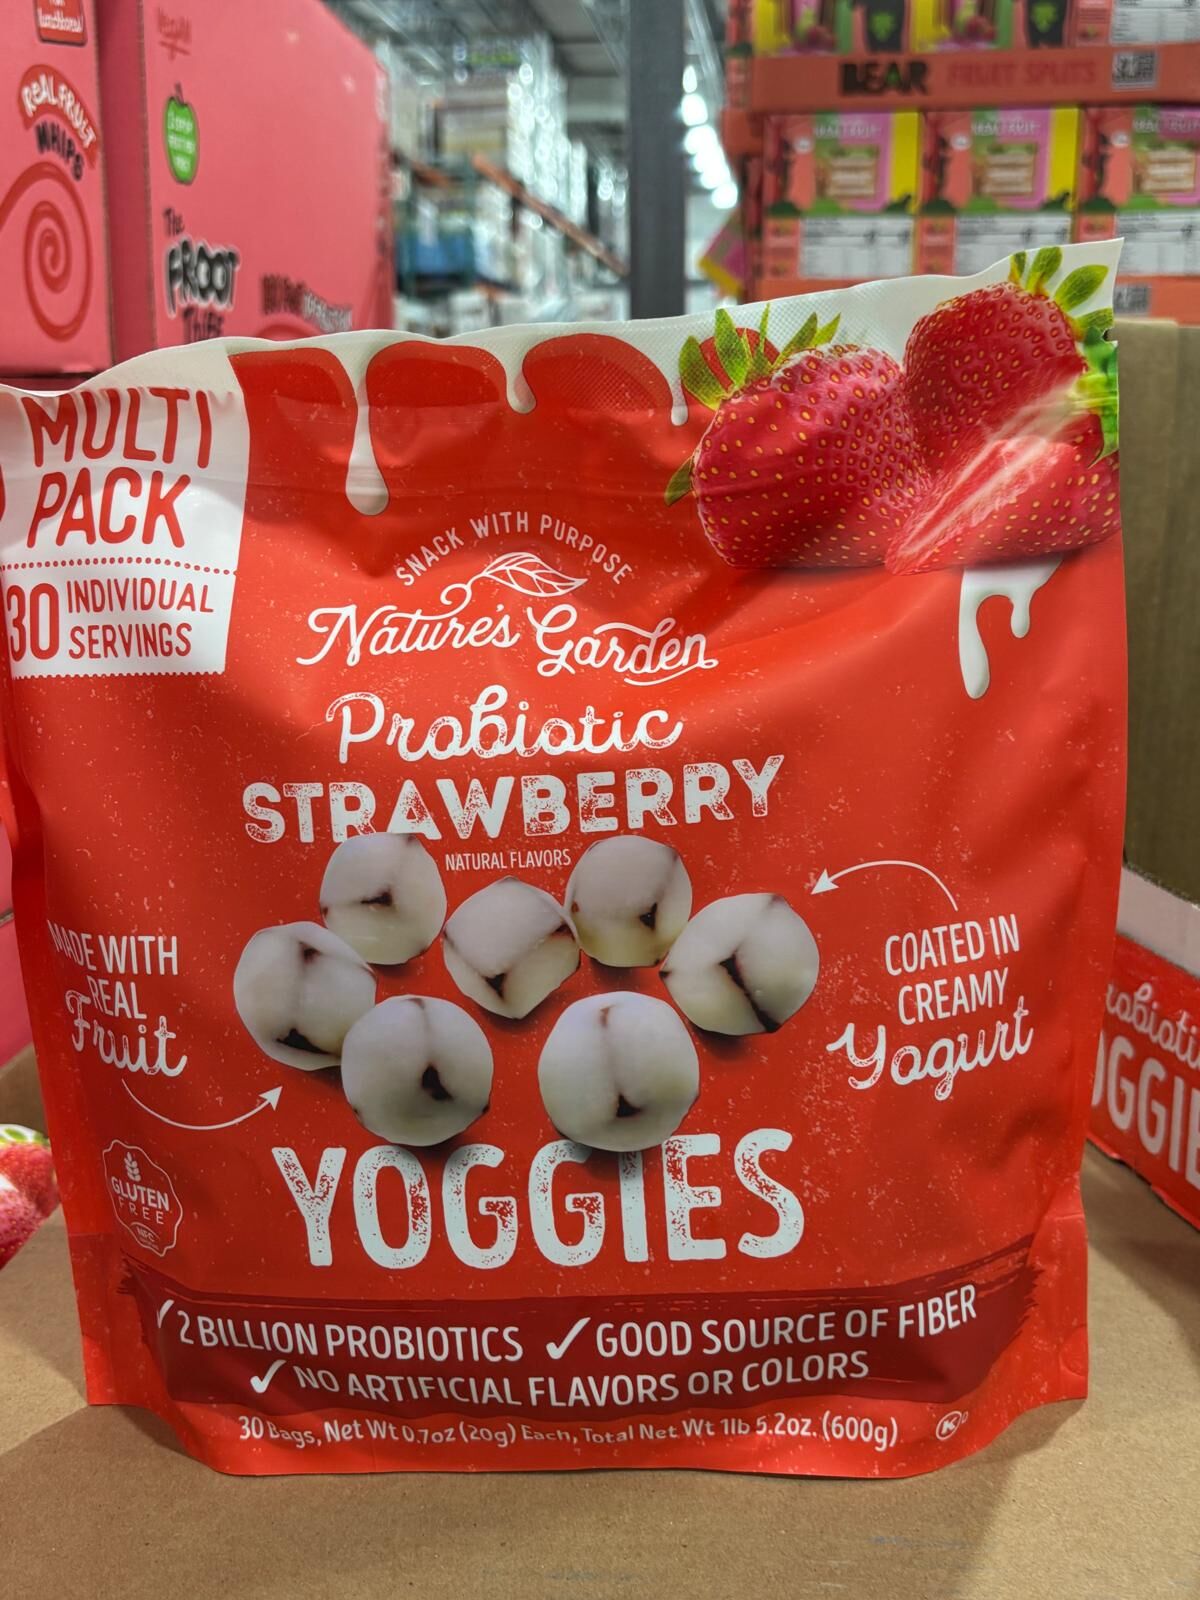 REAL FRUIT
WHIPS
The
FROOT
BEAR FRUIT SPLITS
MULTI
PACK
30 INDIVIDUAL
SERVINGS
SNACK WITH PURPOSE
Nature's Garden
Probiotic
STRAWBERRY
NATURAL FLAVORS
MADE WITH
REAL
Fruit
COATED IN
CREAMY
Yogurt
GLUTEN
FREE
YOGGIES
✓2 BILLION PROBIOTICS ✓ GOOD SOURCE OF FIBER
✓ NO ARTIFICIAL FLAVORS OR COLORS
30 Bags, Net Wt 0.7oz (20g) Each, Total Net Wt 1lb 5.2oz. (600g)
K D